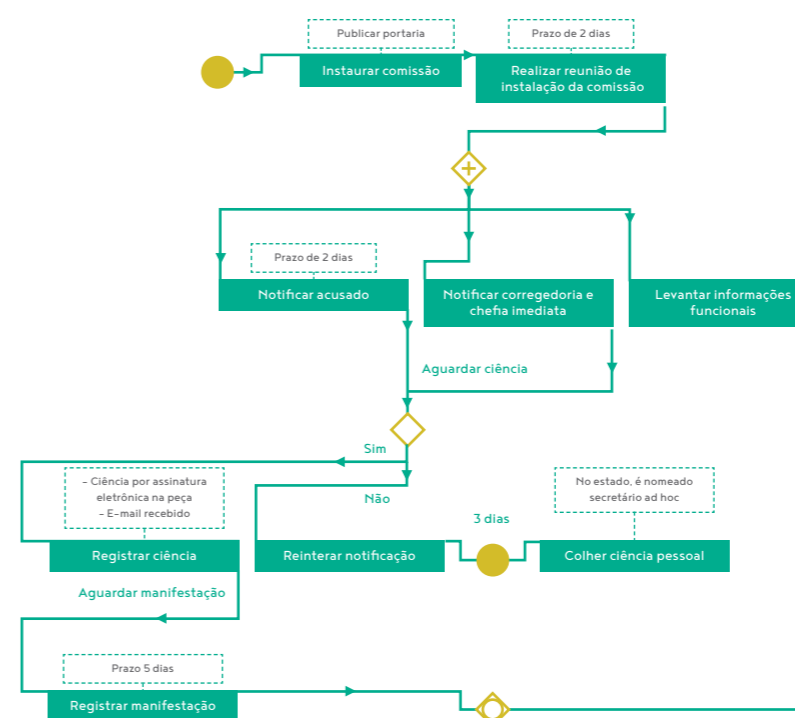 Publicar portaria
Prazo de 2 dias
Instaurar comissão
Realizar reunião de
instalação da comissão
Prazo de 2 dias
Notificar acusado
Notificar corregedoria e
chefia imediata
Levantar informações
funcionais
Aguardar ciência
Sim
Não
- Ciência por assinatura
eletrônica na peça
- E-mail recebido
3 dias
No estado, é nomeado
secretário ad hoc
Registrar ciência
Reinterar notificação
Colher ciência pessoal
Aguardar manifestação
Prazo 5 dias
Registrar manifestação